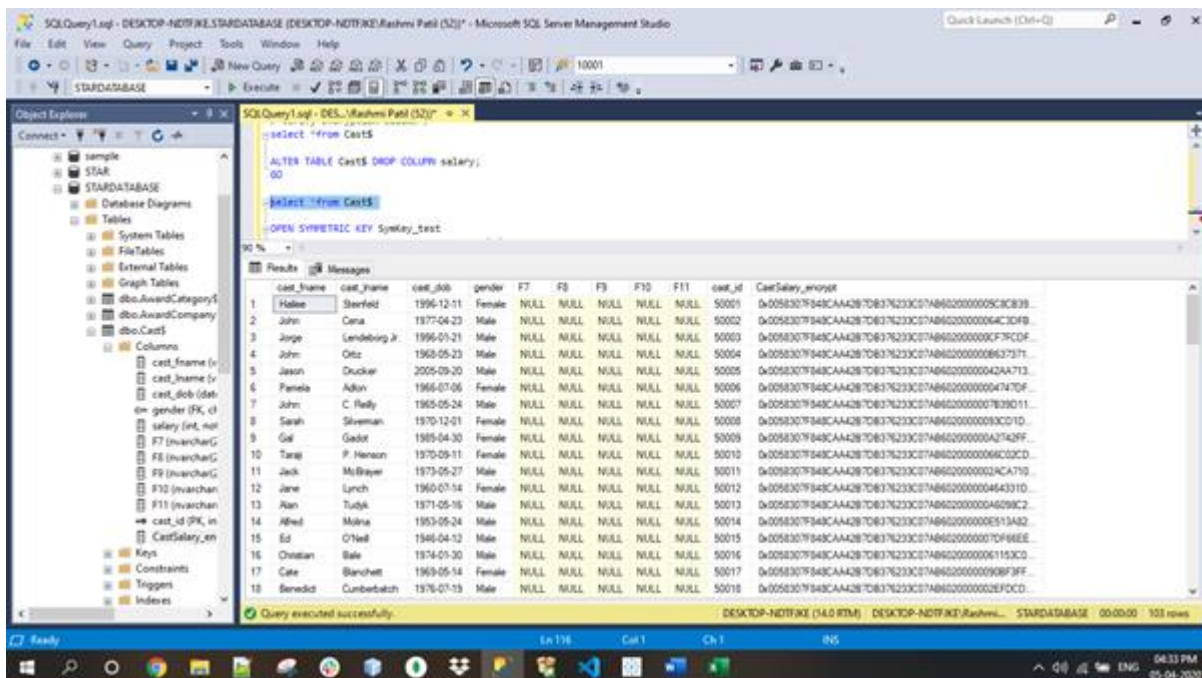 SQLQuery1.sql - DESKTOP-NDTFJKE.STARDATABASE (DESKTOP-NDTFJKE\Rashmi Patil (52))* - Microsoft SQL Server Management Studio
Quick Launch (Ctrl+Q)
File Edit View Query Project Tools Window Help
New Query 10001
STARDATABASE Execute
Object Explorer
SQLQuery1.sql - DES...\Rashmi Patil (52))*
Connect
sample
STAR
STARDATABASE
Database Diagrams
Tables
System Tables
FileTables
External Tables
Graph Tables
dbo.AwardCategory$
dbo.AwardCompany
dbo.Cast$
Columns
cast_fname (v
cast_lname (v
cast_dob (dat
gender (FK, cl
salary (int, not
F7 (nvarchar(
F8 (nvarchar(
F9 (nvarchar(
F10 (nvarchar
F11 (nvarchar
cast_id (PK, in
CastSalary_en
Keys
Constraints
Triggers
Indexes
select *from Cast$
ALTER TABLE Cast$ DROP COLUMN salary;
GO
select *from Cast$
OPEN SYMMETRIC KEY SymKey_test
90 %
Results Messages
cast_fname cast_lname cast_dob gender F7 F8 F9 F10 F11 cast_id CastSalary_encrypt
1 Hailee Steinfeld 1996-12-11 Female NULL NULL NULL NULL NULL 50001
2 John Cena 1977-04-23 Male NULL NULL NULL NULL NULL 50002
3 Jorge Lendeborg Jr. 1996-01-21 Male NULL NULL NULL NULL NULL 50003
4 John Ortiz 1968-05-23 Male NULL NULL NULL NULL NULL 50004
5 Jason Drucker 2005-09-20 Male NULL NULL NULL NULL NULL 50005
6 Pamela Adlon 1966-07-06 Female NULL NULL NULL NULL NULL 50006
7 John C. Reilly 1965-05-24 Male NULL NULL NULL NULL NULL 50007
8 Sarah Silverman 1970-12-01 Female NULL NULL NULL NULL NULL 50008
9 Gal Gadot 1985-04-30 Female NULL NULL NULL NULL NULL 50009
10 Taraji P. Henson 1970-09-11 Female NULL NULL NULL NULL NULL 50010
11 Jack McBrayer 1973-05-27 Male NULL NULL NULL NULL NULL 50011
12 Jane Lynch 1960-07-14 Female NULL NULL NULL NULL NULL 50012
13 Alan Tudyk 1971-05-16 Male NULL NULL NULL NULL NULL 50013
14 Alfred Molina 1953-05-24 Male NULL NULL NULL NULL NULL 50014
15 Ed O'Neill 1946-04-12 Male NULL NULL NULL NULL NULL 50015
16 Christian Bale 1974-01-30 Male NULL NULL NULL NULL NULL 50016
17 Cate Blanchett 1969-05-14 Female NULL NULL NULL NULL NULL 50017
18 Benedict Cumberbatch 1976-07-19 Male NULL NULL NULL NULL NULL 50018
Query executed successfully. DESKTOP-NDTFJKE (14.0 RTM) DESKTOP-NDTFJKE\Rashmi... STARDATABASE 00:00:00 103 rows
Ready Ln 116 Col 1 Ch 1 INS
ENG 04:33 PM
05-04-2020